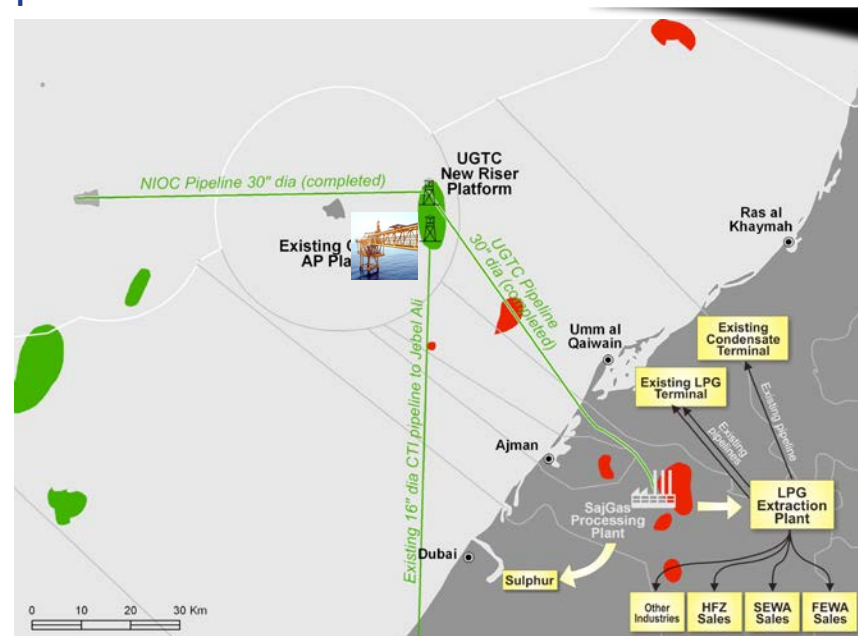 NIOC Pipeline 30" dia (completed)
UGTC
New Riser
Platform
Existing
AP
UGTC Pipeline
30" dia (completed)
Existing 16" dia CTI pipeline to Jebel Ali
Ras al
Khaymah
Umm al
Qaiwain
Ajman
Dubai
Existing
Condensate
Terminal
Existing LPG
Terminal
Existing pipeline
Existing
pipelines
SajGas
Processing
Plant
LPG
Extraction
Plant
Sulphur
Other
Industries
HFZ
Sales
SEWA
Sales
FEWA
Sales
0 10 20 30 Km